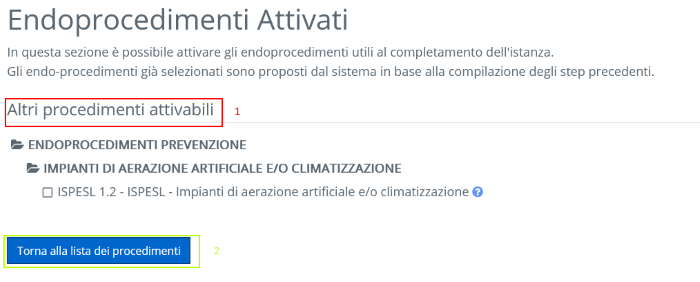 Endoprocedimenti Attivati
In questa sezione è possibile attivare gli endoprocedimenti utili al completamento dell'istanza.
Gli endo-procedimenti già selezionati sono proposti dal sistema in base alla compilazione degli step precedenti.
Altri procedimenti attivabili 1
ENDOPROCEDIMENTI PREVENZIONE
IMPIANTI DI AERAZIONE ARTIFICIALE E/O CLIMATIZZAZIONE
ISPESL 1.2 - ISPESL - Impianti di aerazione artificiale e/o climatizzazione ?
Torna alla lista dei procedimenti 2